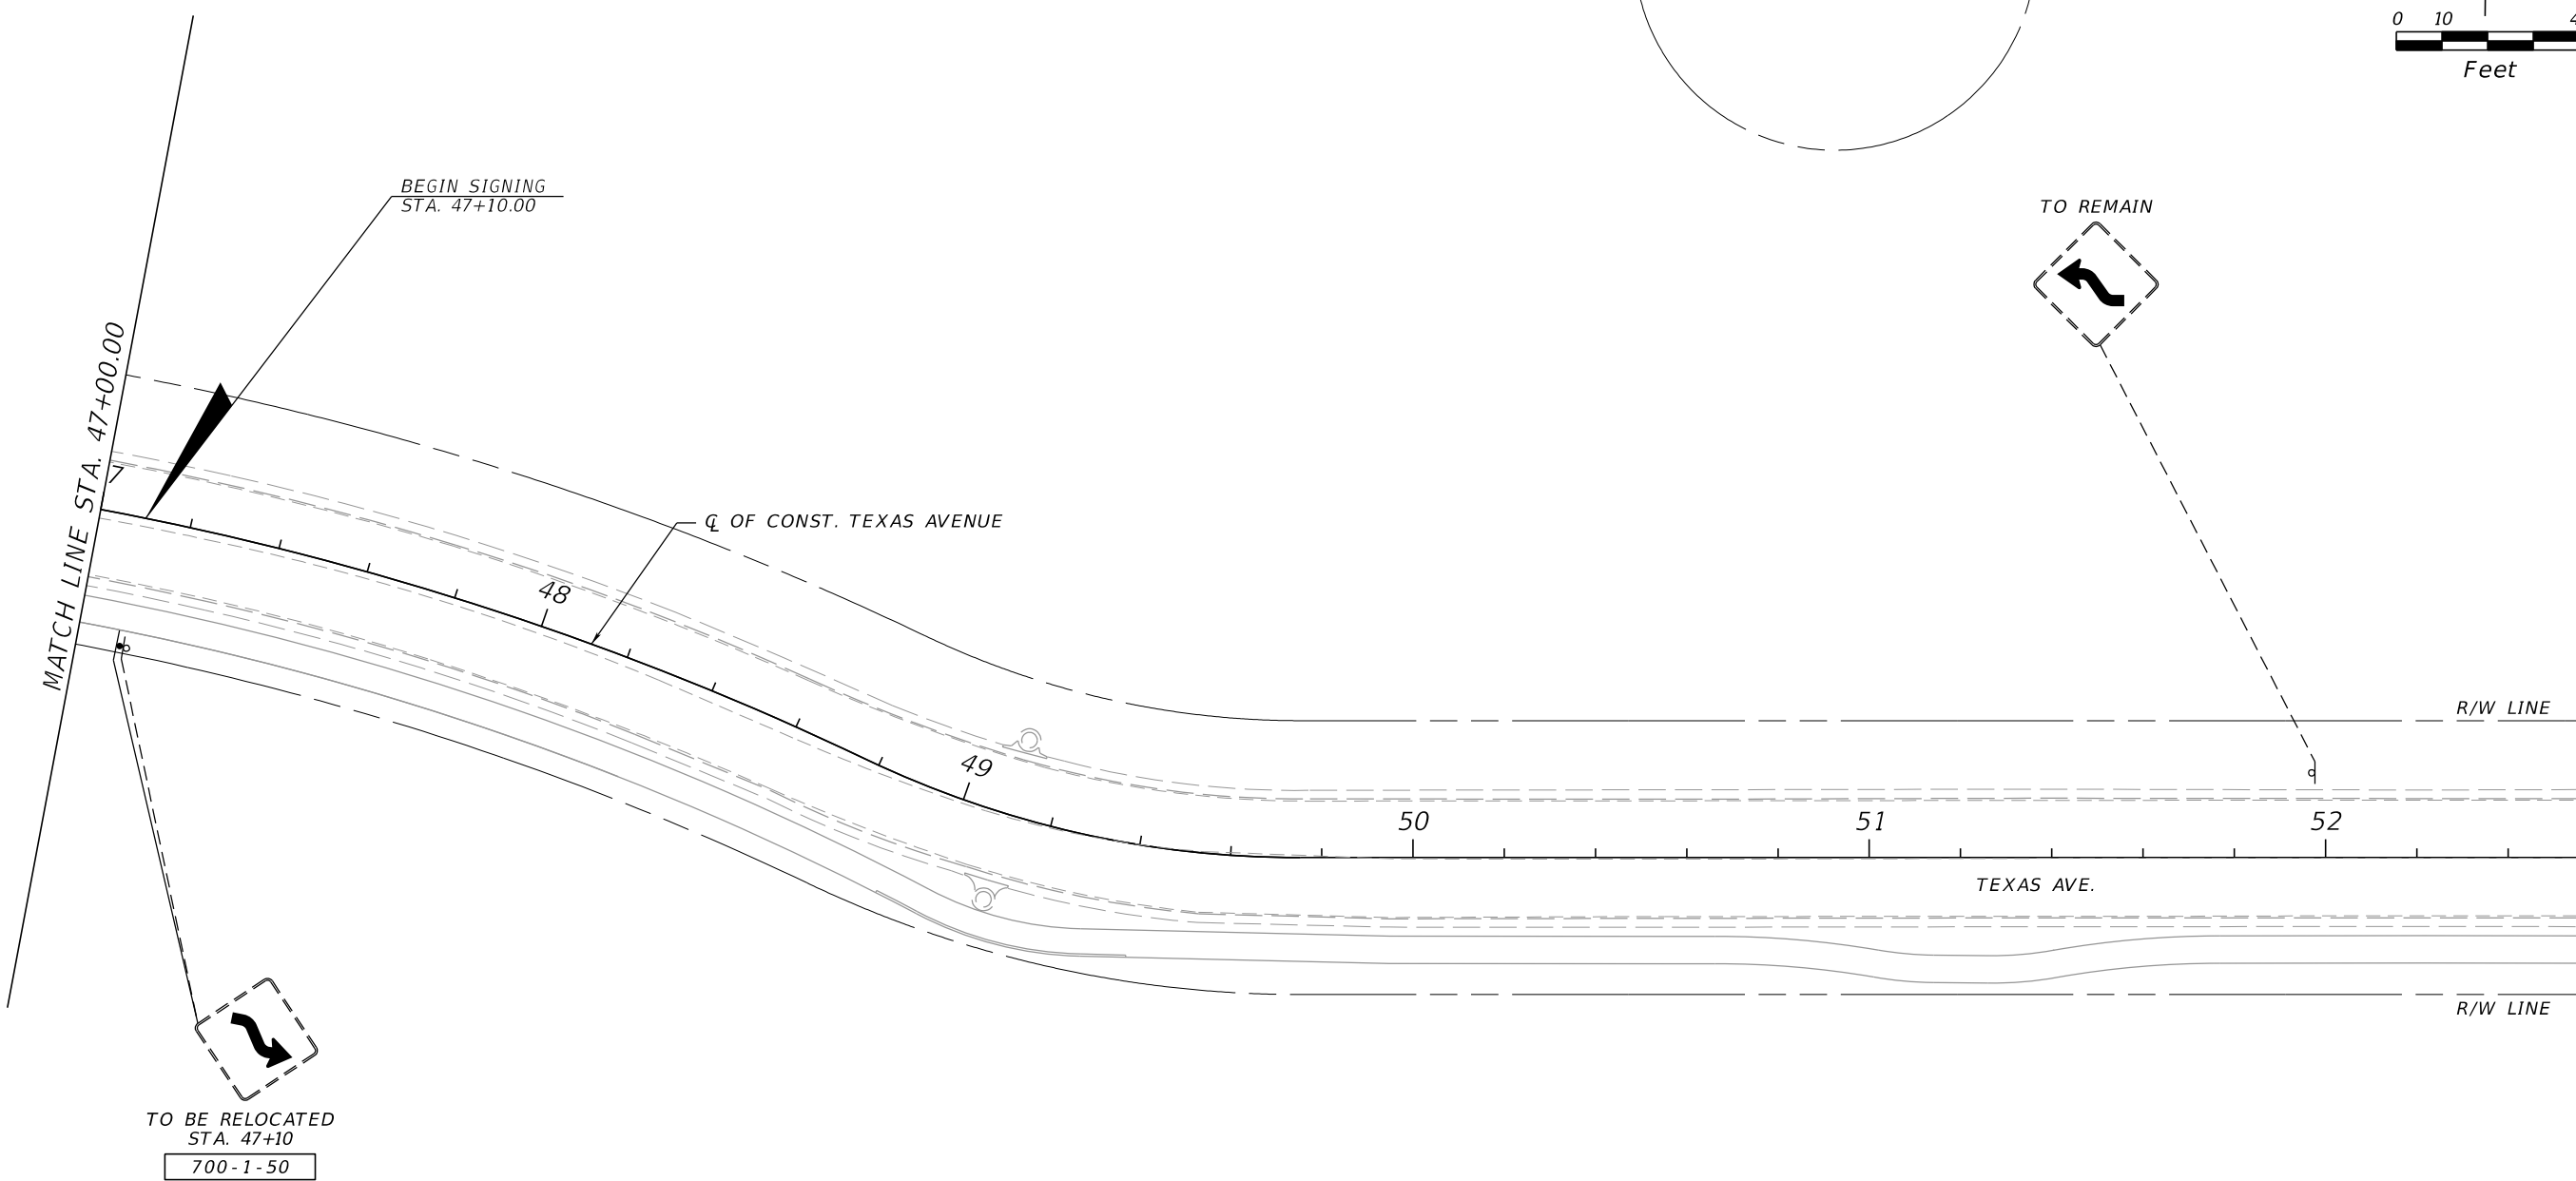 0 10
Feet
BEGIN SIGNING
STA. 47+10.00
TO REMAIN
MATCH LINE STA. 47+00.00
7
℄ OF CONST. TEXAS AVENUE
48
49
50
51
52
R/W LINE
TEXAS AVE.
R/W LINE
TO BE RELOCATED
STA. 47+10
700-1-50